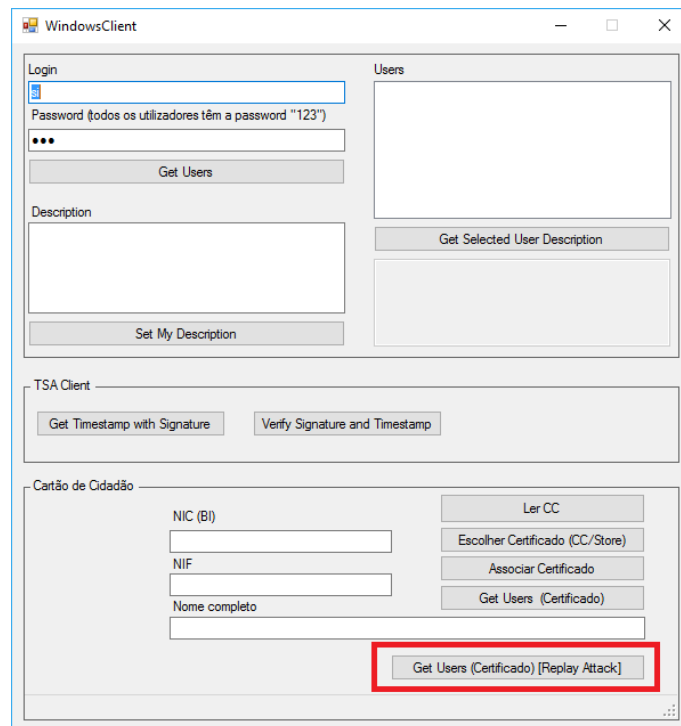 WindowsClient
Login
si
Password (todos os utilizadores têm a password "123")
●●●
Get Users
Description
Set My Description
Users
Get Selected User Description
TSA Client
Get Timestamp with Signature
Verify Signature and Timestamp
Cartão de Cidadão
NIC (BI)
NIF
Nome completo
Ler CC
Escolher Certificado (CC/Store)
Associar Certificado
Get Users (Certificado)
Get Users (Certificado) [Replay Attack]